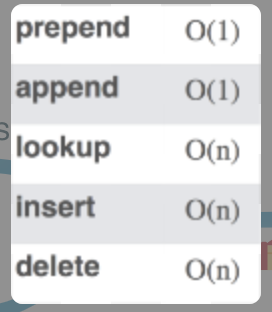 prepend O(1)
append O(1)
lookup O(n)
insert O(n)
delete O(n)